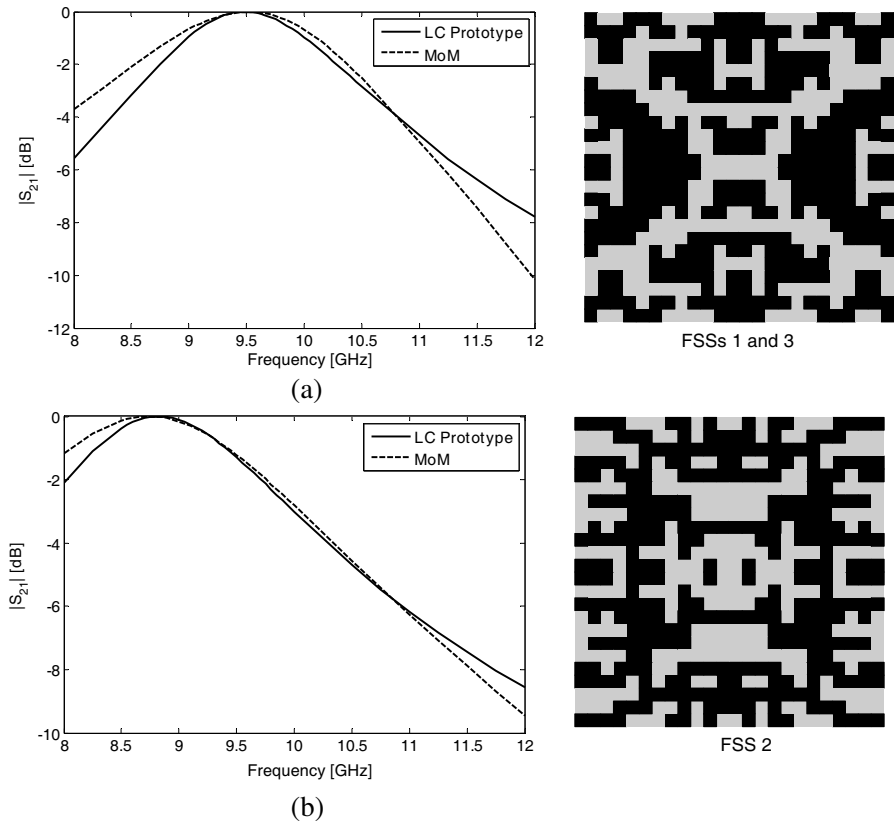 0
-2
-4
-6
-8
-10
-12
|S21| [dB]
LC Prototype
MoM
8
8.5
9
9.5
10
10.5
11
11.5
12
Frequency [GHz]
FSSs 1 and 3
(a)
0
-2
-4
-6
-8
-10
|S21| [dB]
LC Prototype
MoM
8
8.5
9
9.5
10
10.5
11
11.5
12
Frequency [GHz]
FSS 2
(b)